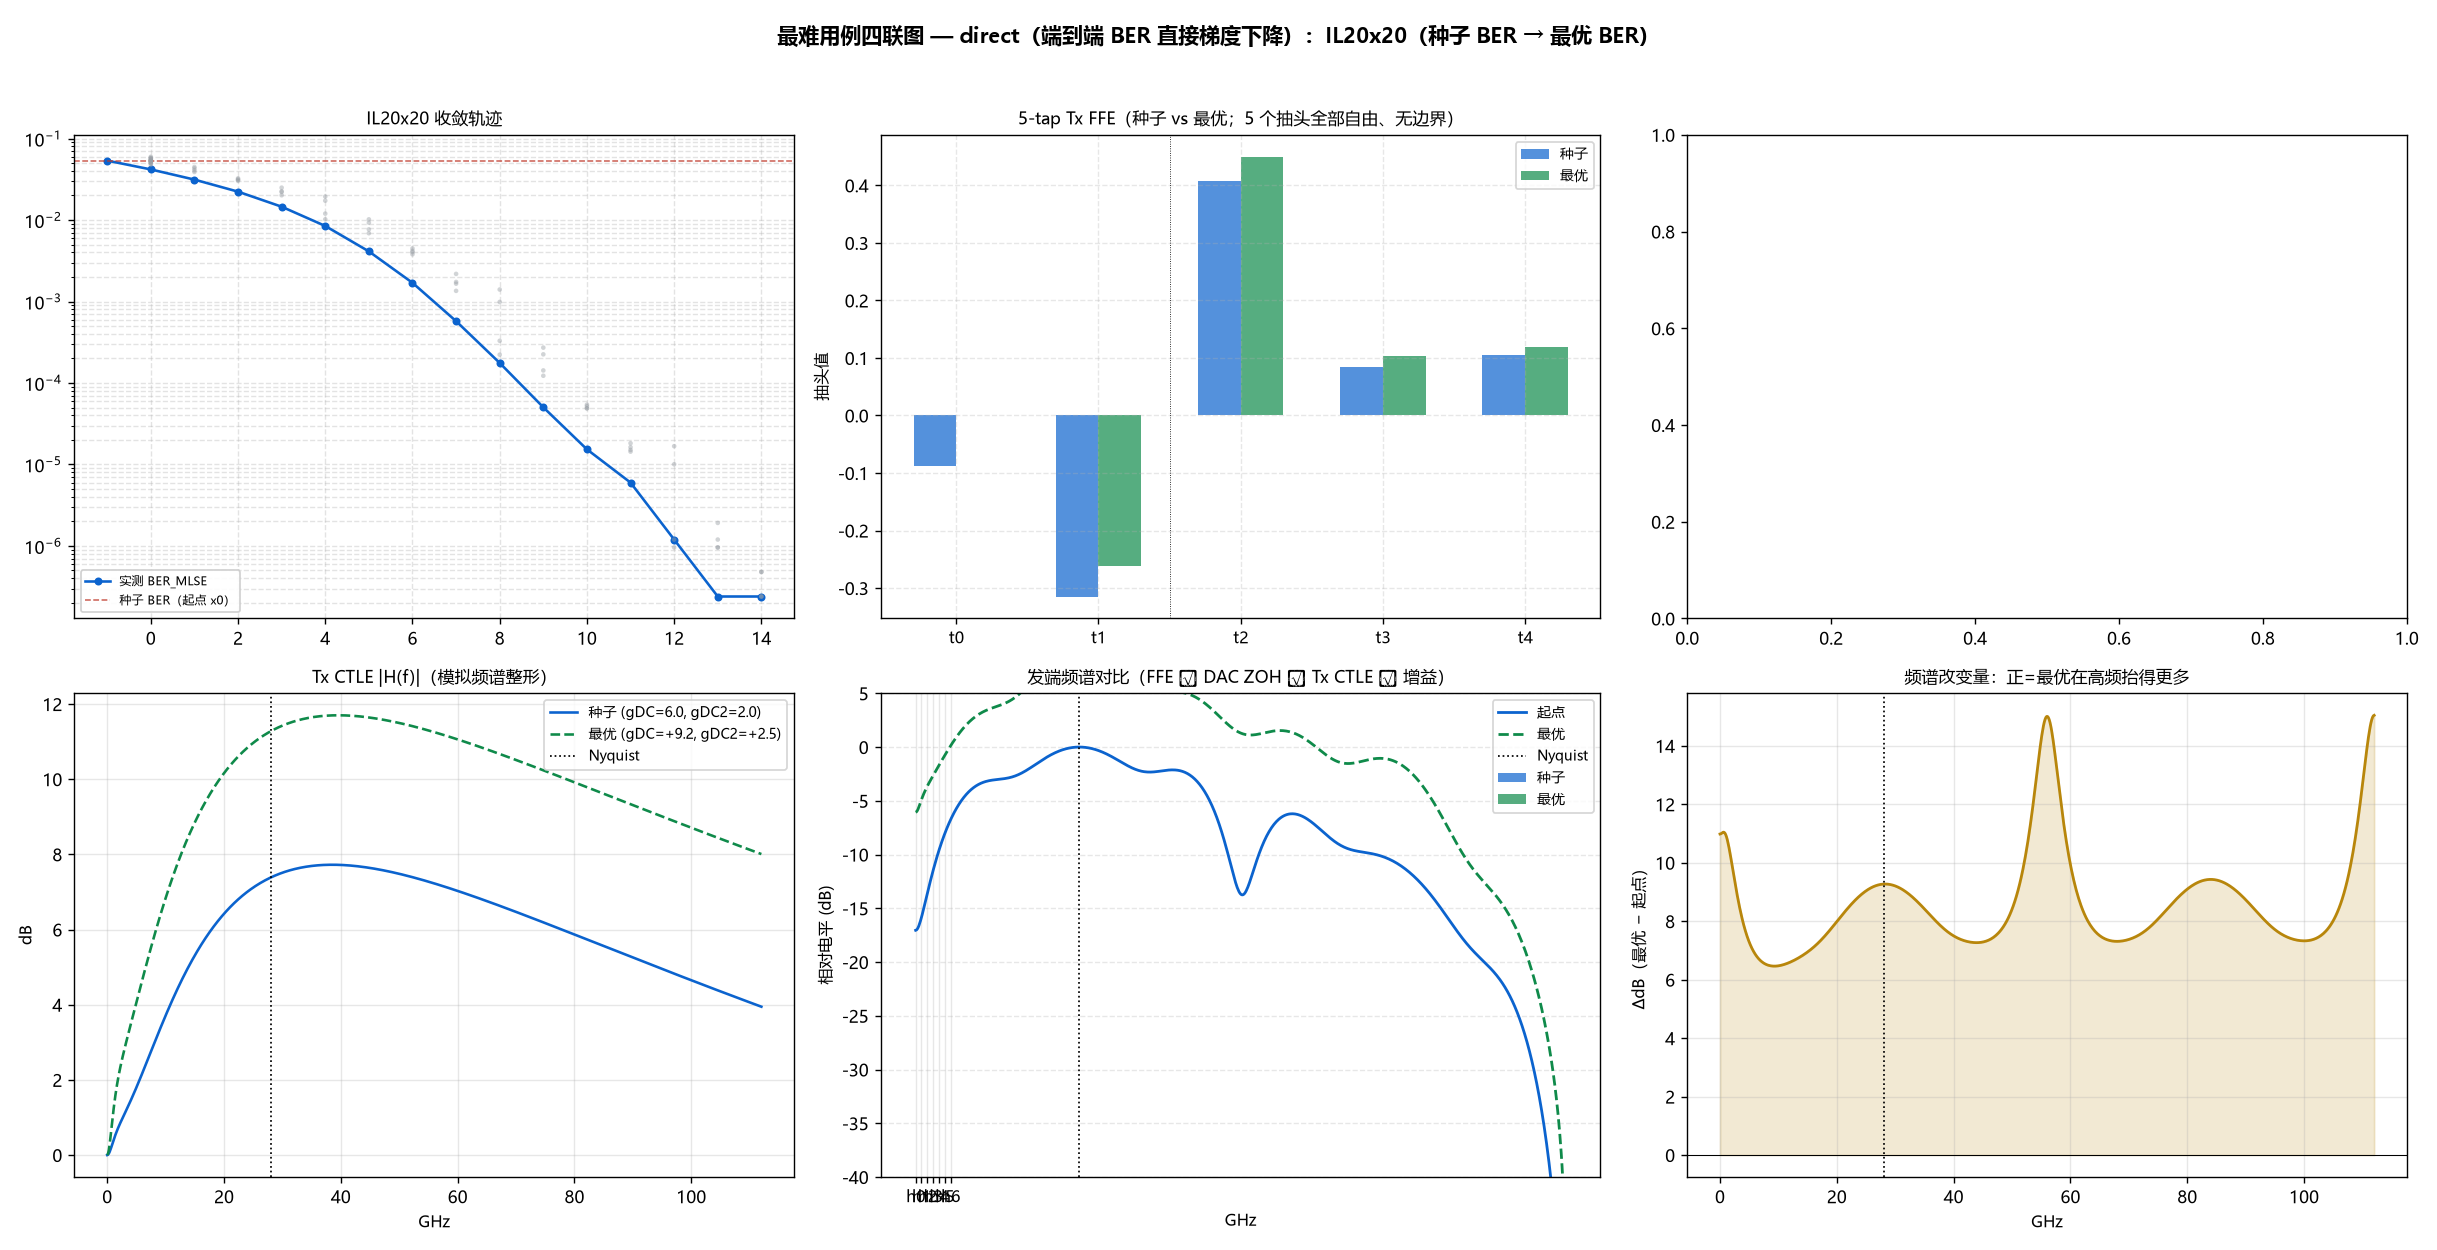 最难用例四联图 — direct（端到端 BER 直接梯度下降）：IL20x20（种子 BER → 最优 BER）
IL20x20 收敛轨迹
10⁻¹
10⁻²
10⁻³
10⁻⁴
10⁻⁵
10⁻⁶
实测 BER_MLSE
种子 BER（起点 x0）
0 2 4 6 8 10 12 14
5-tap Tx FFE（种子 vs 最优；5 个抽头全部自由、无边界）
抽头值
0.4
0.3
0.2
0.1
0.0
-0.1
-0.2
-0.3
种子
最优
t0 t1 t2 t3 t4
1.0
0.8
0.6
0.4
0.2
0.0
0.0 0.2 0.4 0.6 0.8 1.0
Tx CTLE |H(f)|（模拟频谱整形）
dB
12
10
8
6
4
2
0
种子 (gDC=6.0, gDC2=2.0)
最优 (gDC=+9.2, gDC2=+2.5)
Nyquist
0 20 40 60 80 100
GHz
发端频谱对比（FFE DAC ZOH Tx CTLE 增益）
相对电平 (dB)
5
0
-5
-10
-15
-20
-25
-30
-35
-40
起点
最优
Nyquist
种子
最优
GHz
频谱改变量：正=最优在高频抬得更多
ΔdB（最优 − 起点）
14
12
10
8
6
4
2
0
0 20 40 60 80 100
GHz